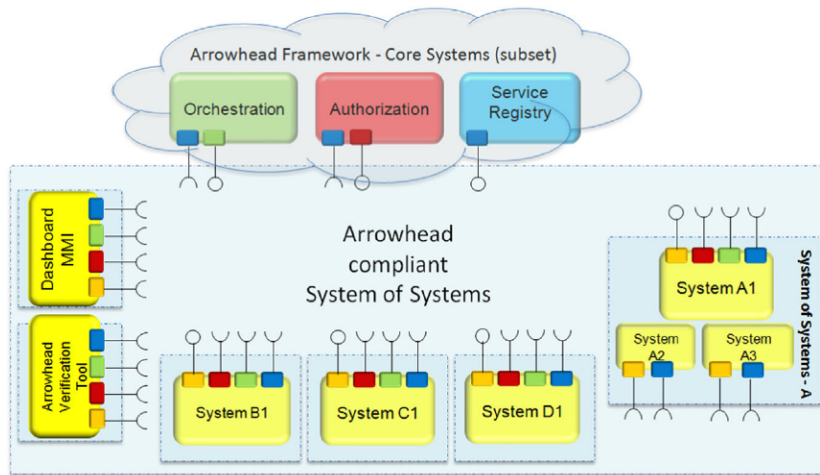 Arrowhead Framework - Core Systems (subset)
Orchestration
Authorization
Service
Registry
Dashboard
MMI
Arrowhead
Verification
Tool
Arrowhead
compliant
System of Systems
System B1
System C1
System D1
System A1
System
A2
System
A3
System of Systems- A